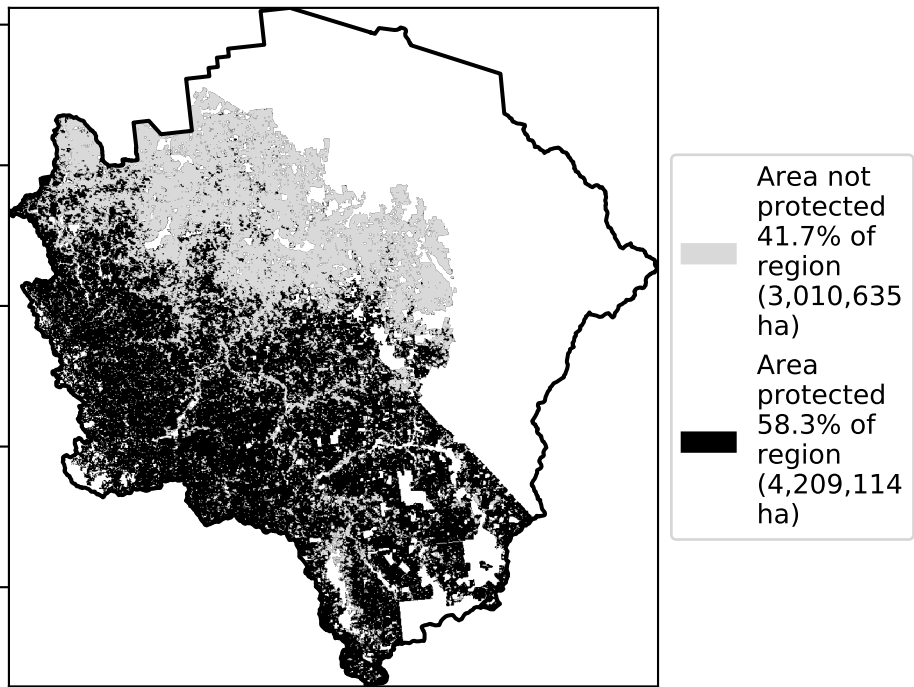 Area not
protected
41.7% of
region
(3,010,635
ha)
Area
protected
58.3% of
region
(4,209,114
ha)